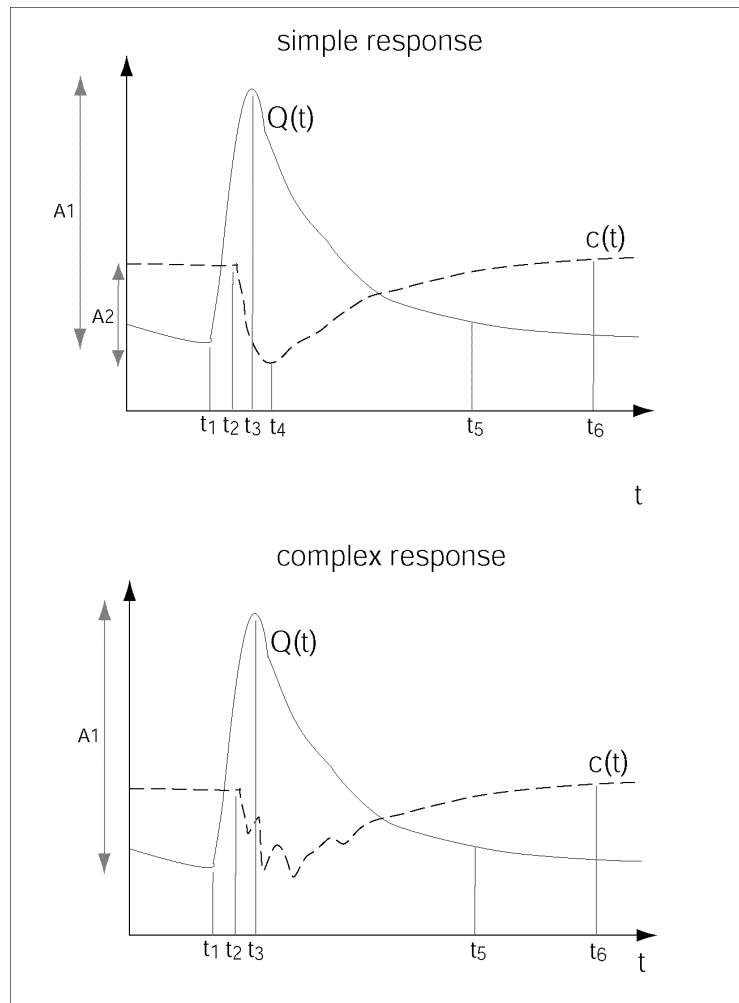 simple response
Q(t)
A1
c(t)
A2
t1 t2 t3 t4 t5 t6
t
complex response
Q(t)
A1
c(t)
t1 t2 t3 t5 t6
t